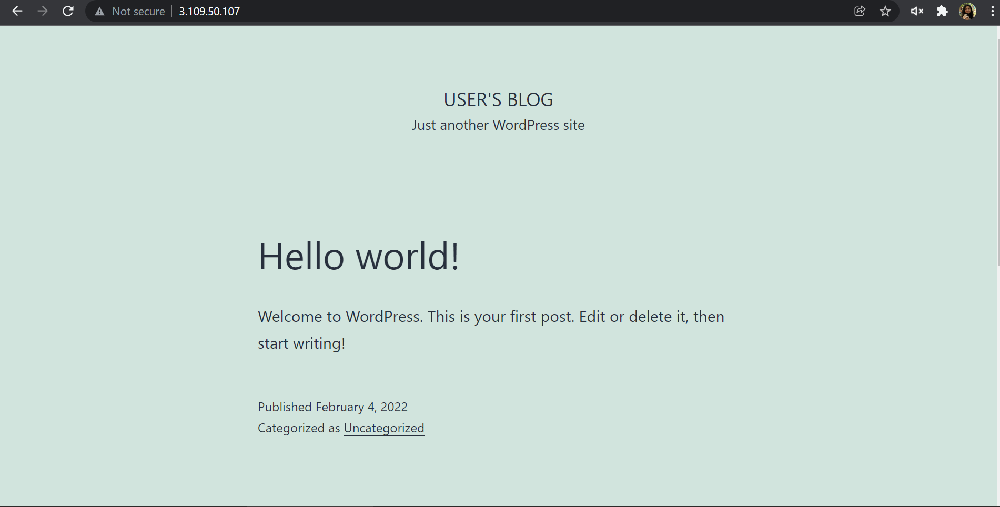 Not secure
3.109.50.107
USER'S BLOG
Just another WordPress site
Hello world!
Welcome to WordPress. This is your first post. Edit or delete it, then
start writing!
Published February 4, 2022
Categorized as Uncategorized